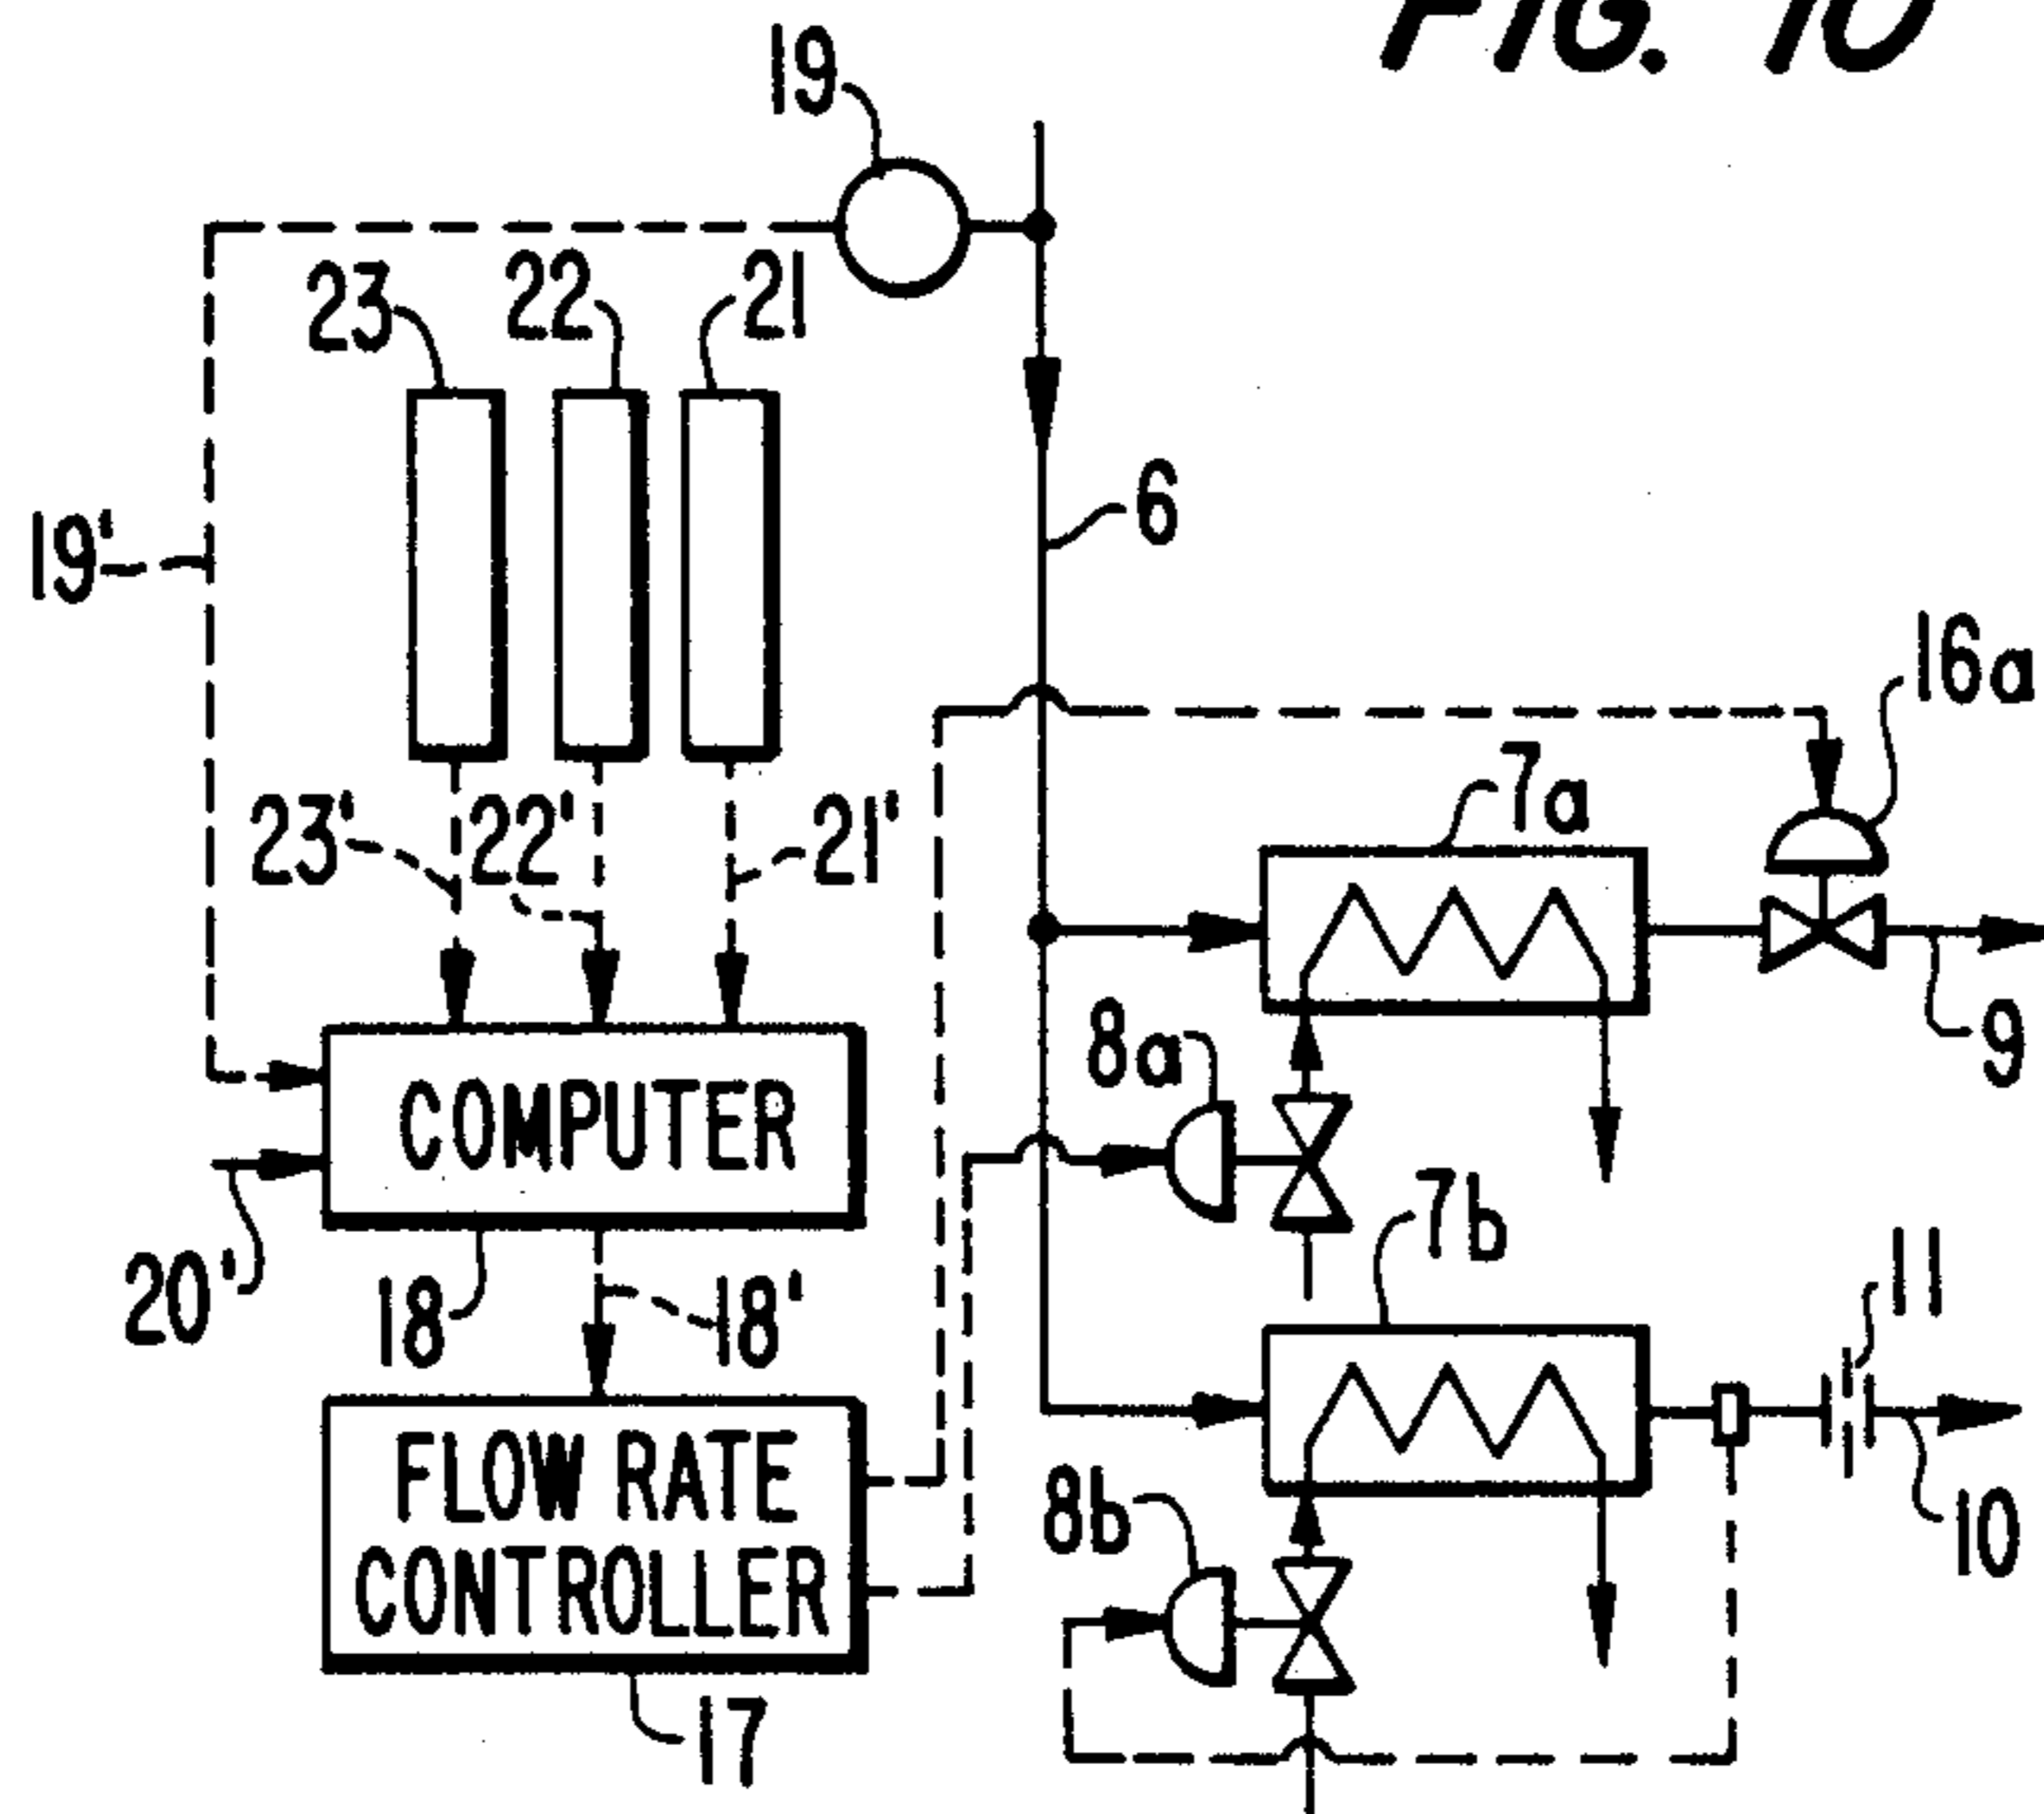 FIG. 10
19
23 22 21
19'
6
16a
7a
23' 22' 21'
8a
9
COMPUTER
7b
20'
18
18'
11
FLOW RATE
CONTROLLER
8b
10
17